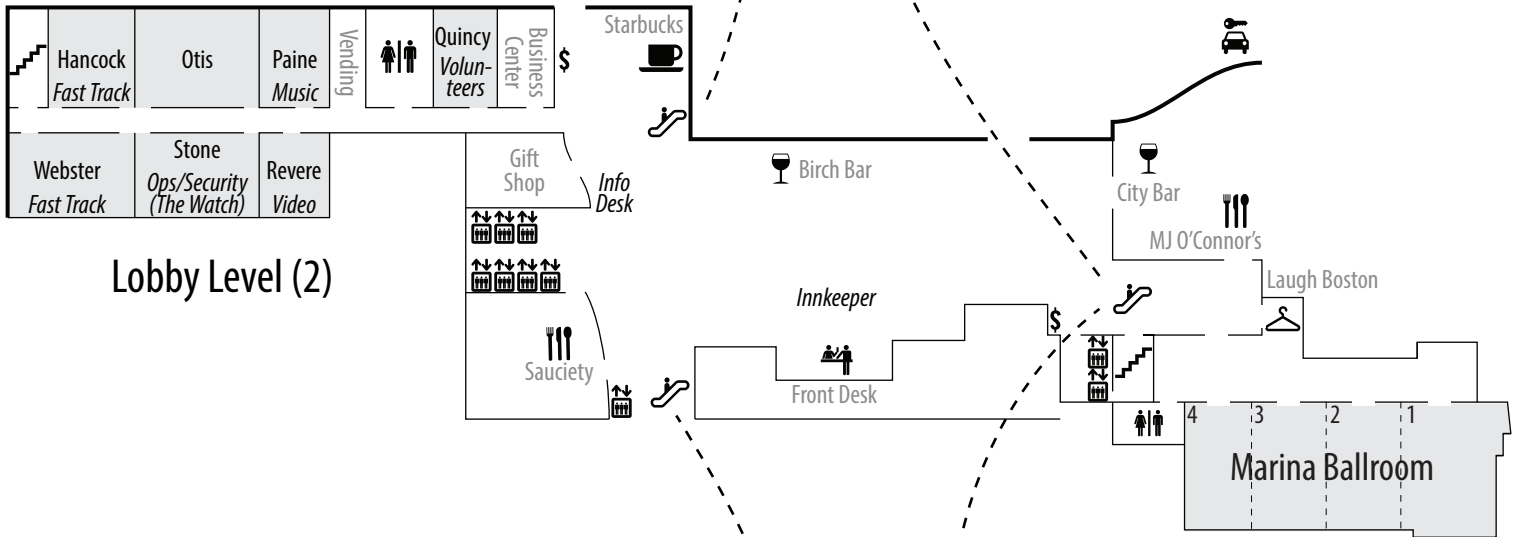 Hancock
Fast Track
Otis
Paine
Music
Vending
Quincy
Volun-
teers
Business
Center
$
Starbucks
Webster
Fast Track
Stone
Ops/Security
(The Watch)
Revere
Video
Gift
Shop
Info
Desk
Birch Bar
City Bar
MJ O'Connor's
Lobby Level (2)
Innkeeper
$
Laugh Boston
Sauciety
Front Desk
4
3
2
1
Marina Ballroom